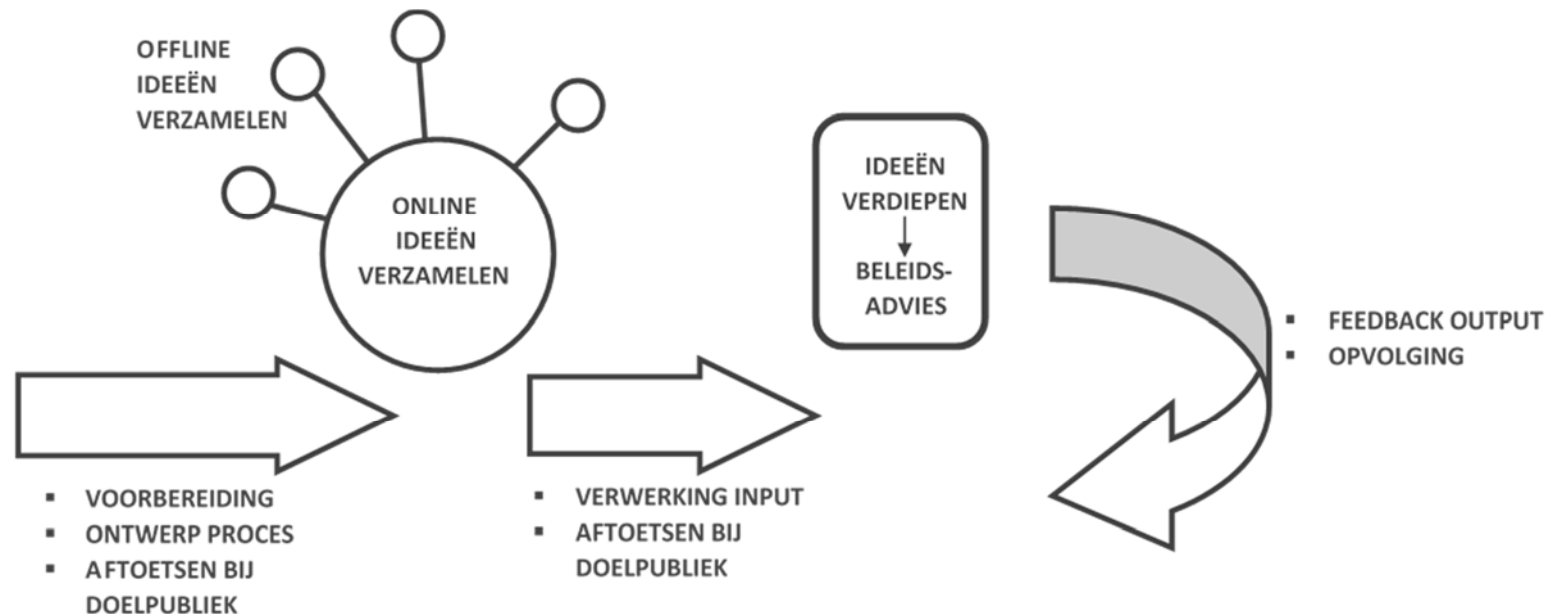 OFFLINE
IDEEËN
VERZAMELEN
ONLINE
IDEEËN
VERZAMELEN
▪ VOORBEREIDING
▪ ONTWERP PROCES
▪ AFTOETSEN BIJ
DOELPUBLIEK
▪ VERWERKING INPUT
▪ AFTOETSEN BIJ
DOELPUBLIEK
IDEEËN
VERDIEPEN
BELEIDS-
ADVIES
▪ FEEDBACK OUTPUT
▪ OPVOLGING